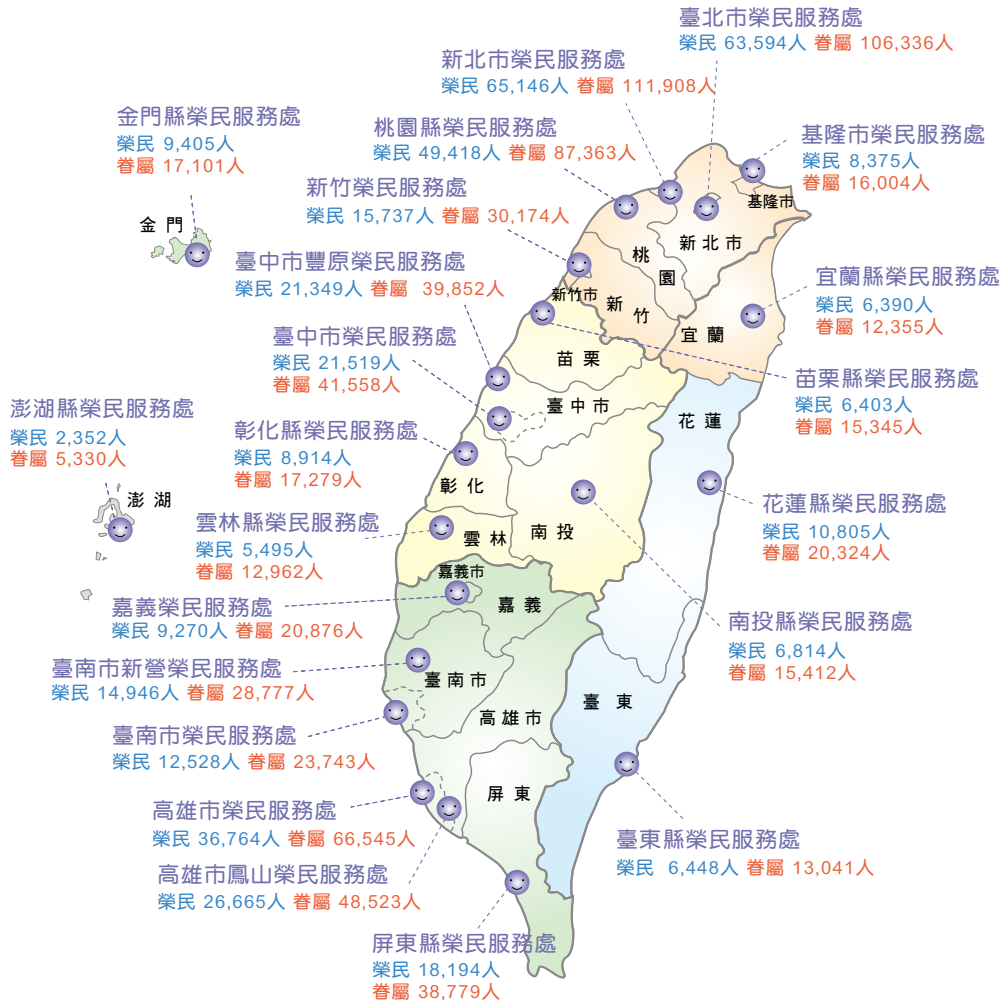 臺北市榮民服務處
榮民 63,594人 眷屬 106,336人
新北市榮民服務處
榮民 65,146人 眷屬 111,908人
金門縣榮民服務處
榮民 9,405人
眷屬 17,101人
桃園縣榮民服務處
榮民 49,418人 眷屬 87,363人
基隆市榮民服務處
榮民 8,375人
眷屬 16,004人
新竹榮民服務處
榮民 15,737人 眷屬 30,174人
基隆市
金門
新北市
桃園
臺中市豐原榮民服務處
榮民 21,349人 眷屬 39,852人
宜蘭縣榮民服務處
榮民 6,390人
眷屬 12,355人
新竹市
新竹
宜蘭
臺中市榮民服務處
榮民 21,519人
眷屬 41,558人
苗栗
苗栗縣榮民服務處
榮民 6,403人
眷屬 15,345人
澎湖縣榮民服務處
榮民 2,352人
眷屬 5,330人
臺中市
花蓮
彰化縣榮民服務處
榮民 8,914人
眷屬 17,279人
彰化
澎湖
花蓮縣榮民服務處
榮民 10,805人
眷屬 20,324人
雲林縣榮民服務處
榮民 5,495人
眷屬 12,962人
雲林
南投
嘉義市
嘉義榮民服務處
榮民 9,270人 眷屬 20,876人
嘉義
南投縣榮民服務處
榮民 6,814人
眷屬 15,412人
臺南市新營榮民服務處
榮民 14,946人 眷屬 28,777人
臺南市
臺東
高雄市
臺南市榮民服務處
榮民 12,528人 眷屬 23,743人
屏東
高雄市榮民服務處
榮民 36,764人 眷屬 66,545人
臺東縣榮民服務處
榮民 6,448人 眷屬 13,041人
高雄市鳳山榮民服務處
榮民 26,665人 眷屬 48,523人
屏東縣榮民服務處
榮民 18,194人
眷屬 38,779人